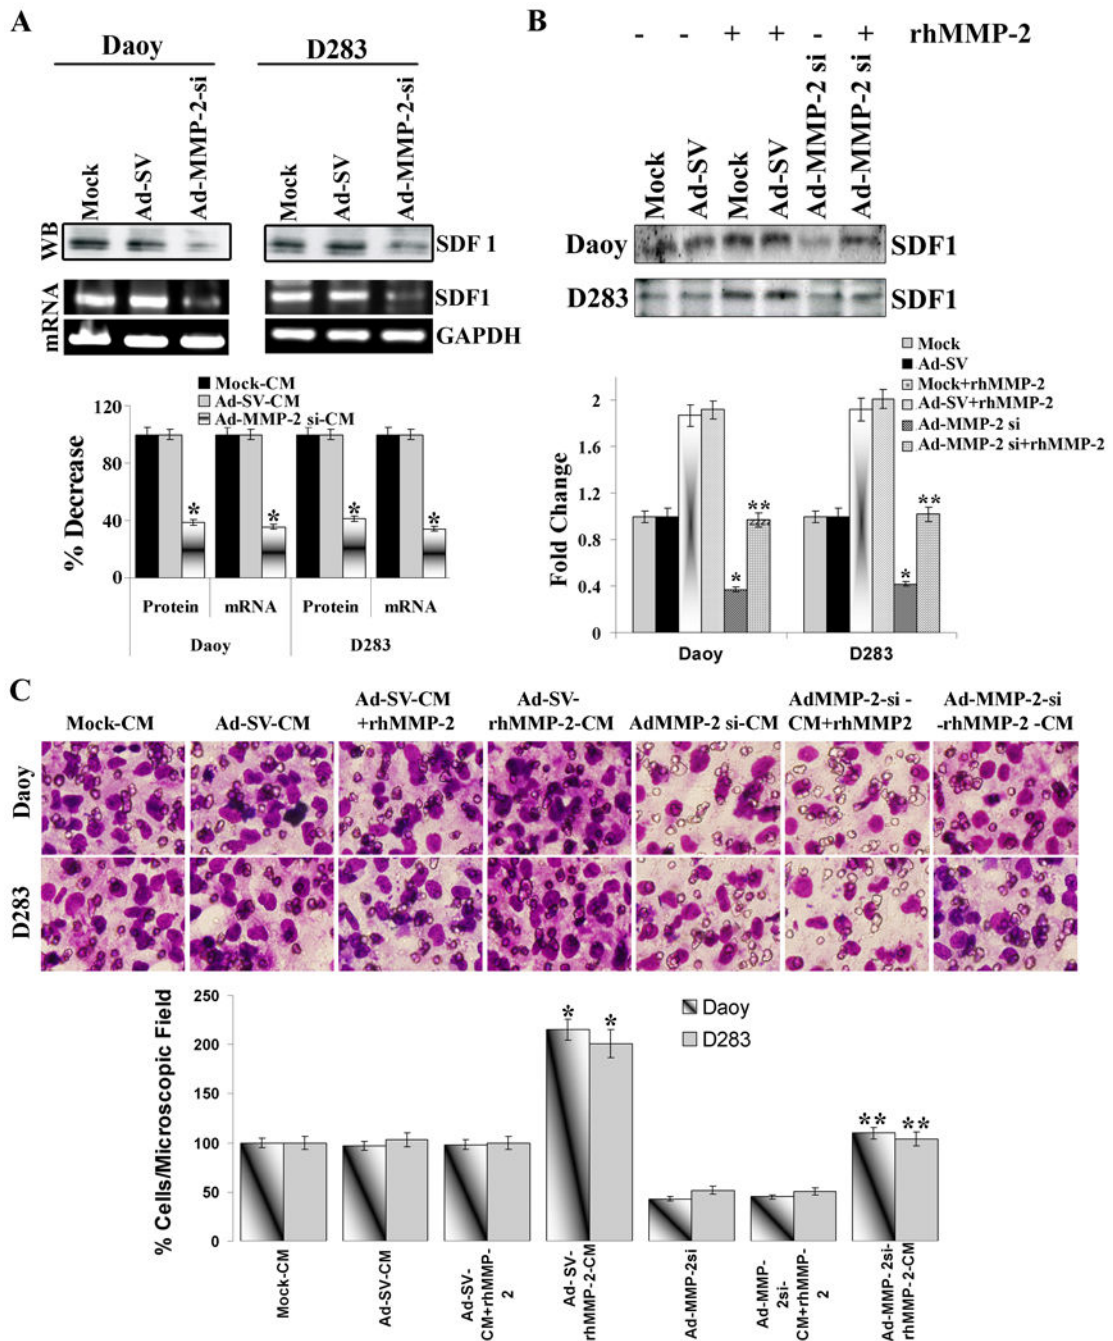 A
Daoy
D283
Mock
Ad-SV
Ad-MMP-2-si
Mock
Ad-SV
Ad-MMP-2-si
WB
SDF 1
mRNA
SDF1
GAPDH
Mock-CM
Ad-SV-CM
Ad-MMP-2 si-CM
% Decrease
120
80
40
0
* * * *
Protein mRNA Protein mRNA
Daoy D283
B
- - + + - + rhMMP-2
Mock
Ad-SV
Mock
Ad-SV
Ad-MMP-2 si
Ad-MMP-2 si
Daoy SDF1
D283 SDF1
Mock
Ad-SV
Mock+rhMMP-2
Ad-SV+rhMMP-2
Ad-MMP-2 si
Ad-MMP-2 si+rhMMP-2
Fold Change
2
1.6
1.2
0.8
0.4
0
* ** * **
Daoy D283
C
Mock-CM
Ad-SV-CM
Ad-SV-CM
+rhMMP-2
Ad-SV-
rhMMP-2-CM
AdMMP-2 si-CM
AdMMP-2-si -
CM+rhMMP2
Ad-MMP-2-si
-rhMMP-2 -CM
Daoy
D283
% Cells/Microscopic Field
250
200
150
100
50
0
Daoy
D283
* * ** **
Mock-CM
Ad-SV-CM
Ad-SV-
CM+rhMMP-
2
Ad- SV-
rhMMP-2-CM
Ad-MMP-2si
Ad-MMP-
2si-
CM+rhMMP-
2
Ad-MMP- 2si-
rhMMP-2-CM